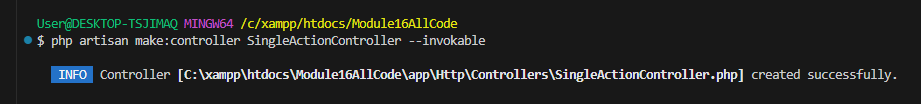 User@DESKTOP-TSJIMAQ MINGW64 /c/xampp/htdocs/Module16AllCode
$ php artisan make:controller SingleActionController --invokable
INFO Controller [C:\xampp\htdocs\Module16AllCode\app\Http\Controllers\SingleActionController.php] created successfully.